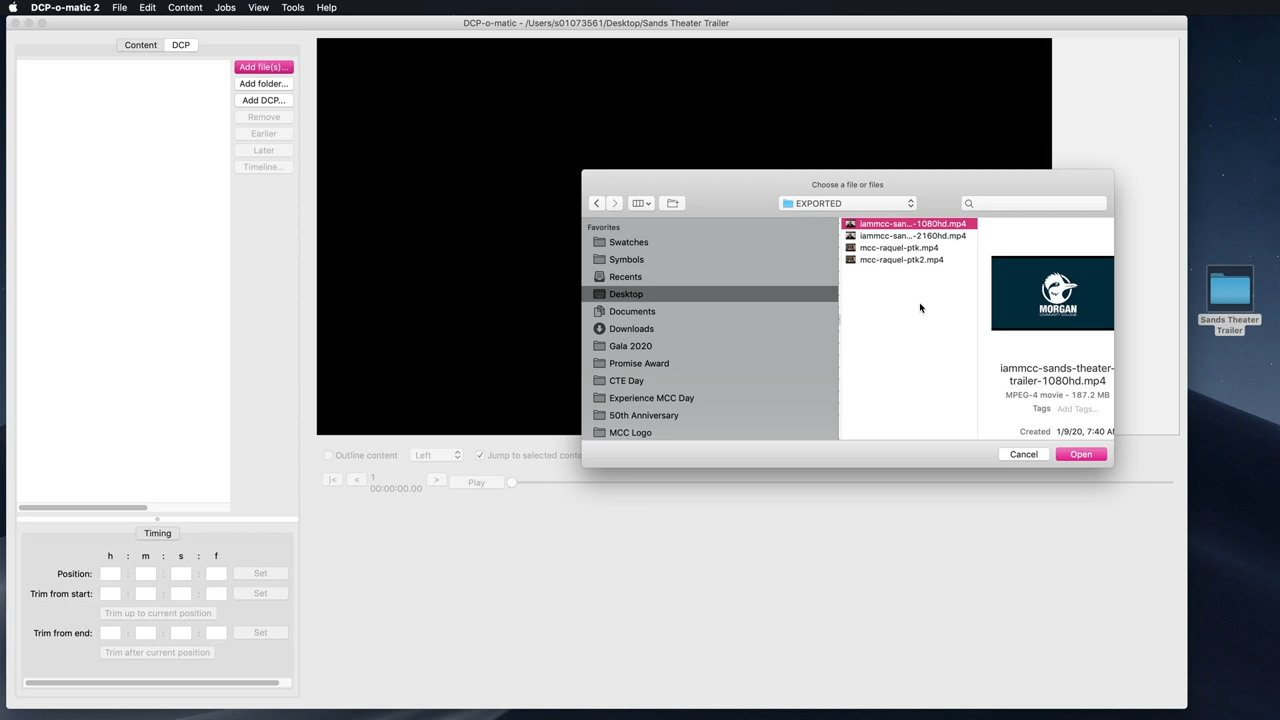 DCP-o-matic 2 File Edit Content Jobs View Tools Help
DCP-o-matic - /Users/s01073561/Desktop/Sands Theater Trailer
Content DCP
Add file(s)...
Add folder...
Add DCP...
Remove
Earlier
Later
Timeline...
Choose a file or files
EXPORTED
Favorites
Swatches
Symbols
Recents
Desktop
Documents
Downloads
Gala 2020
Promise Award
CTE Day
Experience MCC Day
50th Anniversary
MCC Logo
iammcc-san...-1080hd.mp4
iammcc-san...-2160hd.mp4
mcc-raquel-ptk.mp4
mcc-raquel-ptk2.mp4
MORGAN
COMMUNITY COLLEGE
iammcc-sands-theater-
trailer-1080hd.mp4
MPEG-4 movie - 187.2 MB
Tags Add Tags...
Created 1/9/20, 7:40 AM
Cancel Open
Sands Theater
Trailer
Outline content Left Jump to selected conte
|< < 1 > Play
00:00:00.00
Timing
h : m : s : f
Position: : : : Set
Trim from start: : : : Set
Trim up to current position
Trim from end: : : : Set
Trim after current position